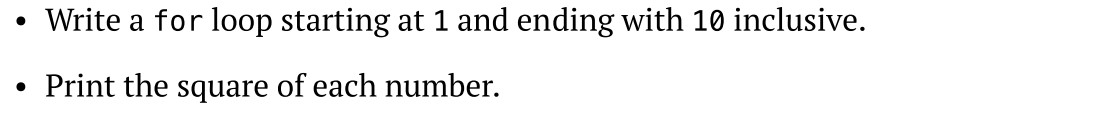 • Write a for loop starting at 1 and ending with 10 inclusive.
• Print the square of each number.